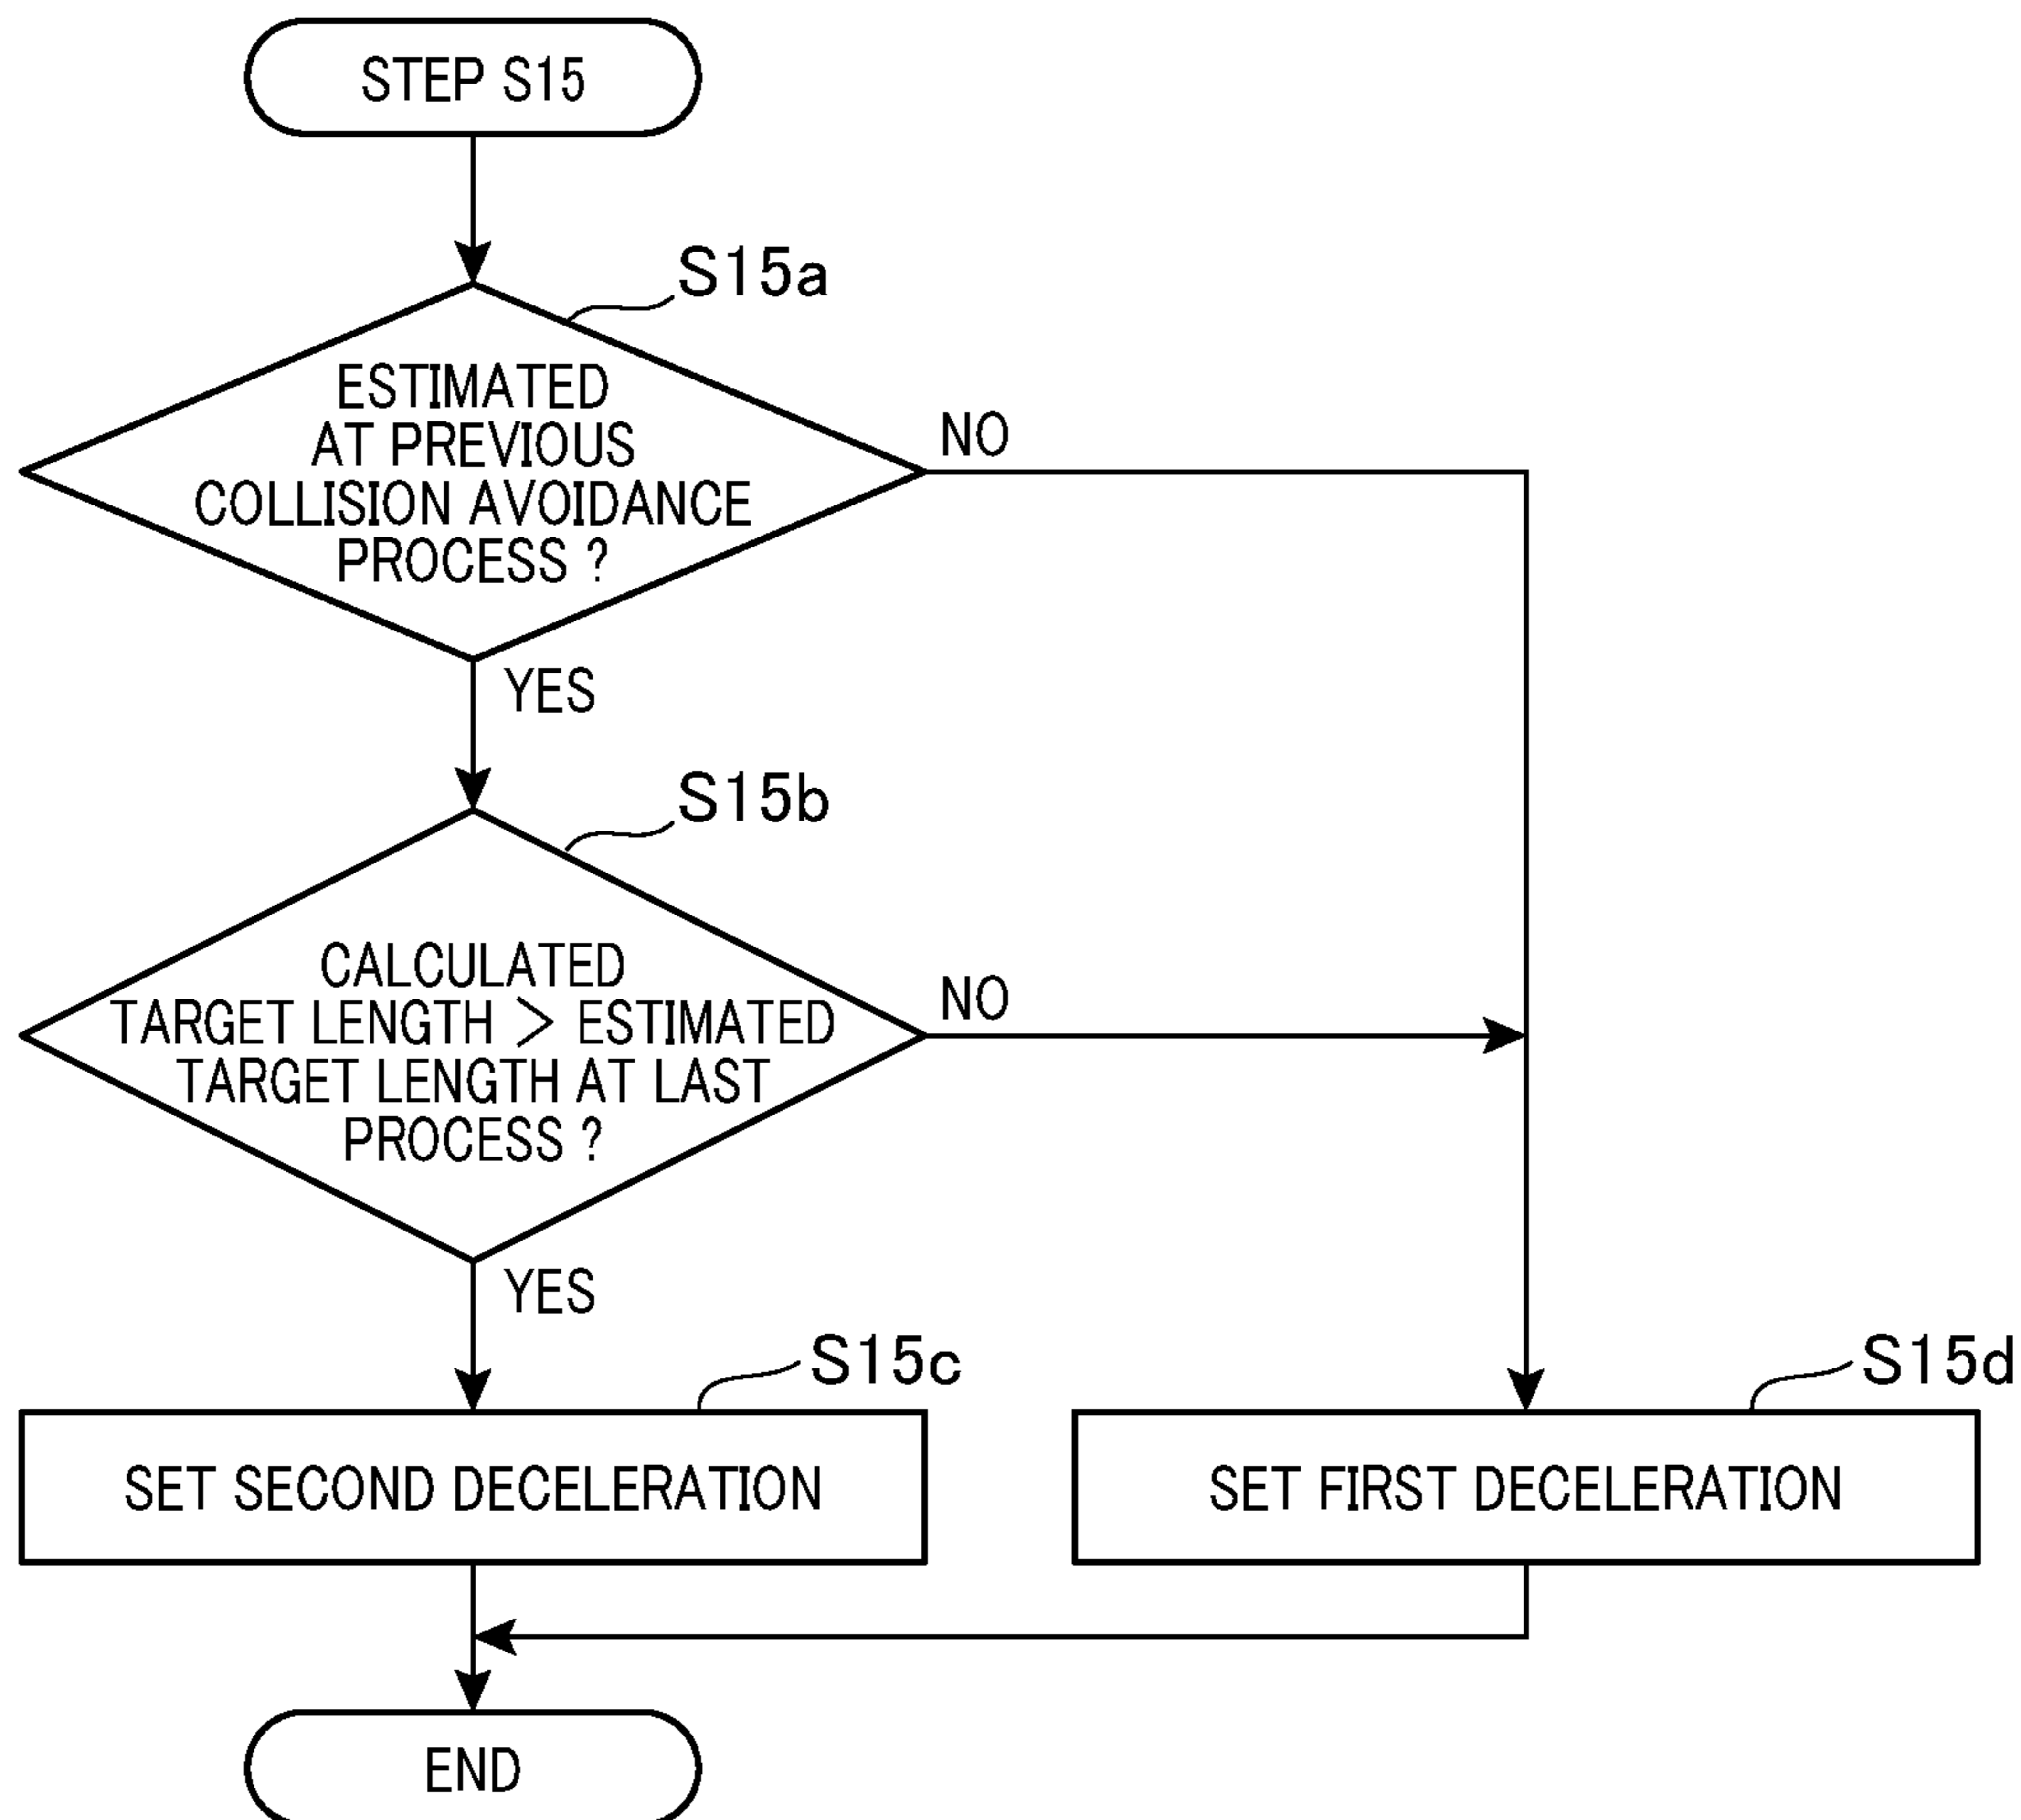 STEP S15
S15a
ESTIMATED
AT PREVIOUS
COLLISION AVOIDANCE
PROCESS ?
NO
YES
S15b
CALCULATED
TARGET LENGTH > ESTIMATED
TARGET LENGTH AT LAST
PROCESS ?
NO
YES
S15c
SET SECOND DECELERATION
S15d
SET FIRST DECELERATION
END